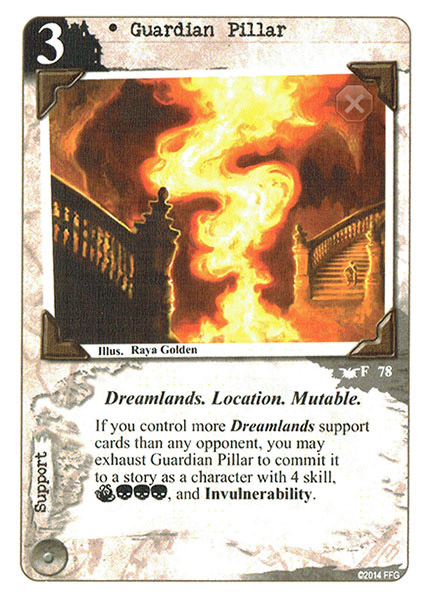 3
• Guardian Pillar
Illus. Raya Golden
F 78
Dreamlands. Location. Mutable.
If you control more Dreamlands support
cards than any opponent, you may
exhaust Guardian Pillar to commit it
to a story as a character with 4 skill,
, and Invulnerability.
Support
©2014 FFG